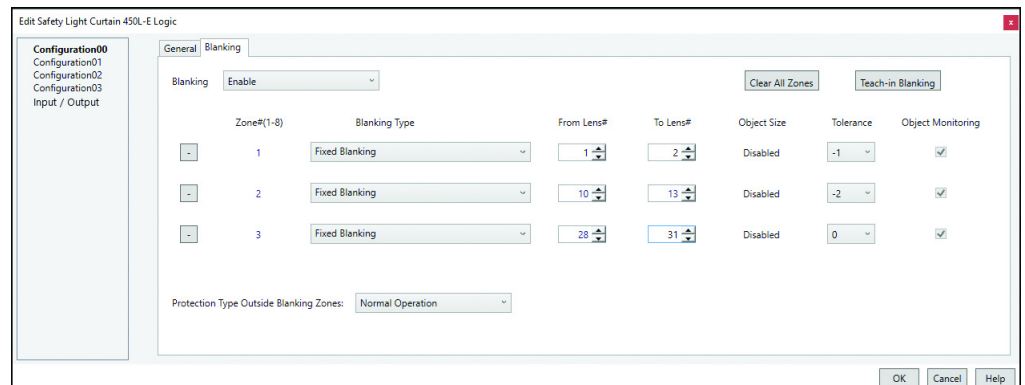 Edit Safety Light Curtain 450L-E Logic
x
Configuration00
Configuration01
Configuration02
Configuration03
Input / Output
General Blanking
Blanking Enable Clear All Zones Teach-in Blanking
Zone#(1-8) Blanking Type From Lens# To Lens# Object Size Tolerance Object Monitoring
- 1 Fixed Blanking 1 2 Disabled -1
- 2 Fixed Blanking 10 13 Disabled -2
- 3 Fixed Blanking 28 31 Disabled 0
Protection Type Outside Blanking Zones: Normal Operation
OK Cancel Help